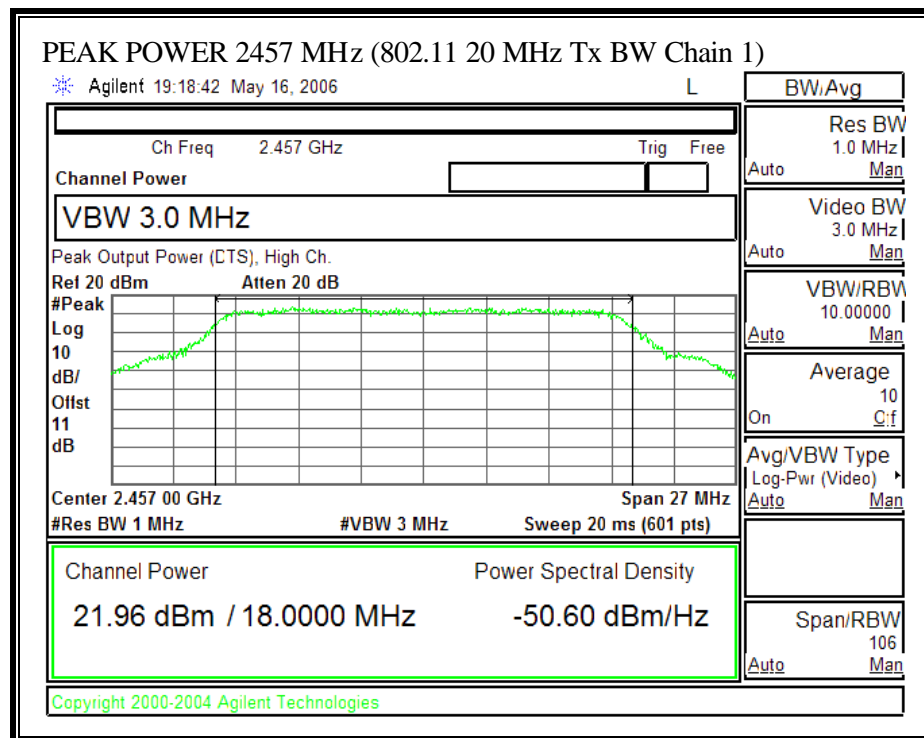 PEAK POWER 2457 MHz (802.11 20 MHz Tx BW Chain 1)
Agilent 19:18:42 May 16, 2006 L
BW/Avg
Ch Freq 2.457 GHz Trig Free
Channel Power
VBW 3.0 MHz
Peak Output Power (DTS), High Ch.
Ref 20 dBm Atten 20 dB
#Peak
Log
10
dB/
Offst
11
dB
Center 2.457 00 GHz Span 27 MHz
#Res BW 1 MHz #VBW 3 MHz Sweep 20 ms (601 pts)
Channel Power Power Spectral Density
21.96 dBm / 18.0000 MHz -50.60 dBm/Hz
Res BW
1.0 MHz
Auto Man
Video BW
3.0 MHz
Auto Man
VBW/RBW
10.00000
Auto Man
Average
10
On Off
Avg/VBW Type
Log-Pwr (Video)
Auto Man
Span/RBW
106
Auto Man
Copyright 2000-2004 Agilent Technologies